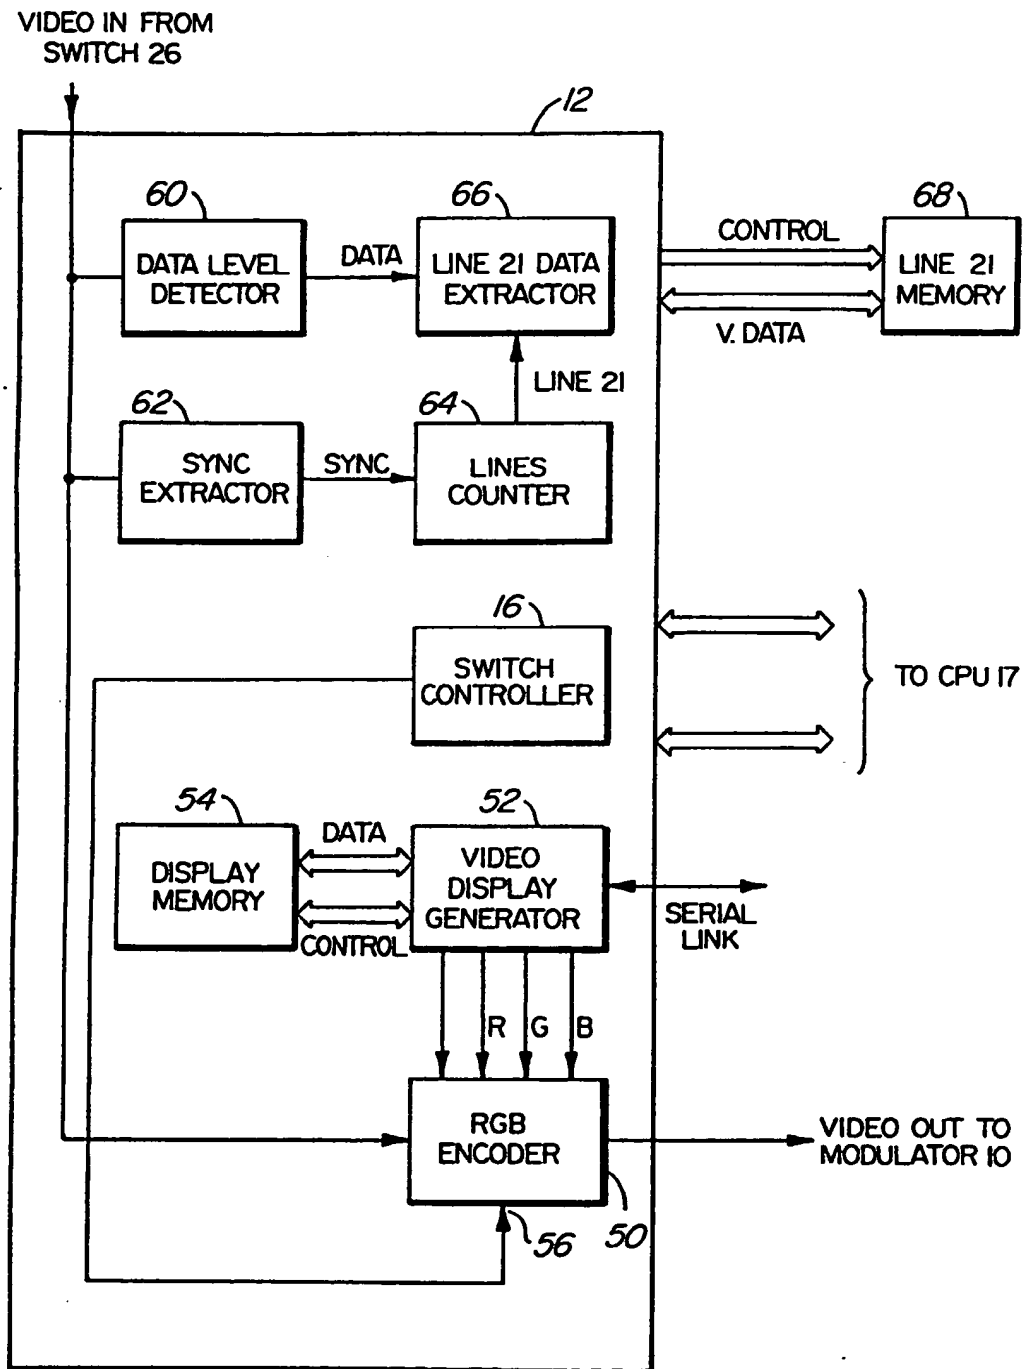 VIDEO IN FROM
SWITCH 26
12
60
66
68
DATA LEVEL
DETECTOR
DATA
LINE 21 DATA
EXTRACTOR
CONTROL
V. DATA
LINE 21
MEMORY
LINE 21
62
64
SYNC
EXTRACTOR
SYNC
LINES
COUNTER
16
SWITCH
CONTROLLER
TO CPU 17
54
52
DISPLAY
MEMORY
DATA
CONTROL
VIDEO
DISPLAY
GENERATOR
SERIAL
LINK
R G B
RGB
ENCODER
VIDEO OUT TO
MODULATOR 10
56
50